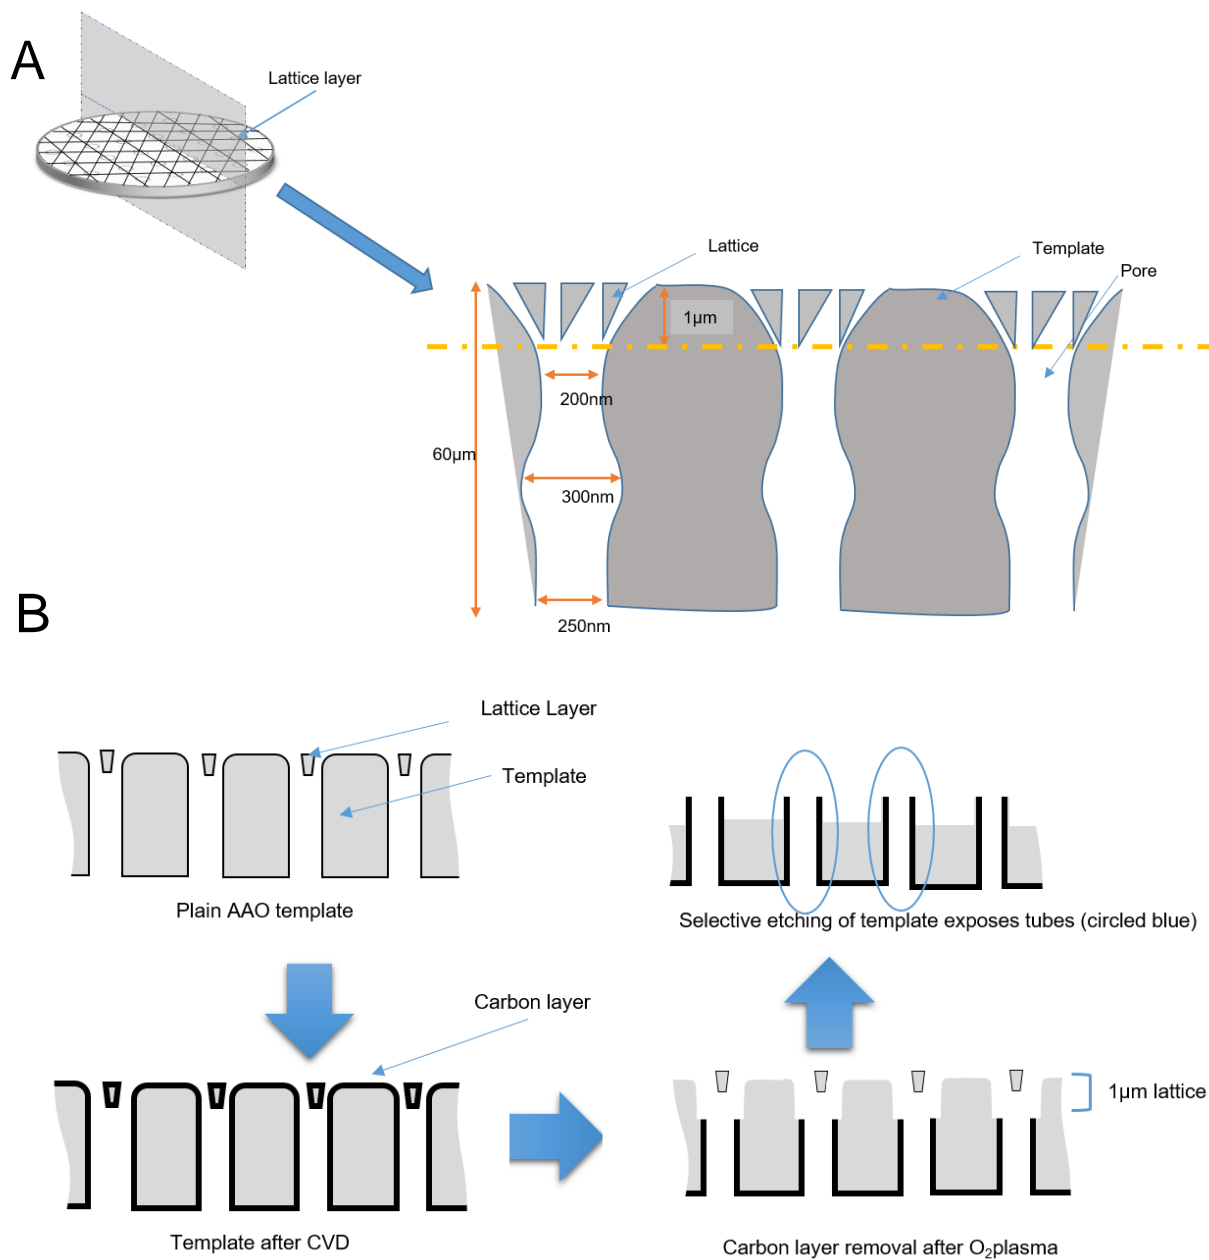 A
Lattice layer
Lattice
Template
Pore
1µm
200nm
60µm
300nm
250nm
B
Lattice Layer
Template
Plain AAO template
Selective etching of template exposes tubes (circled blue)
Carbon layer
1µm lattice
Template after CVD
Carbon layer removal after O₂plasma